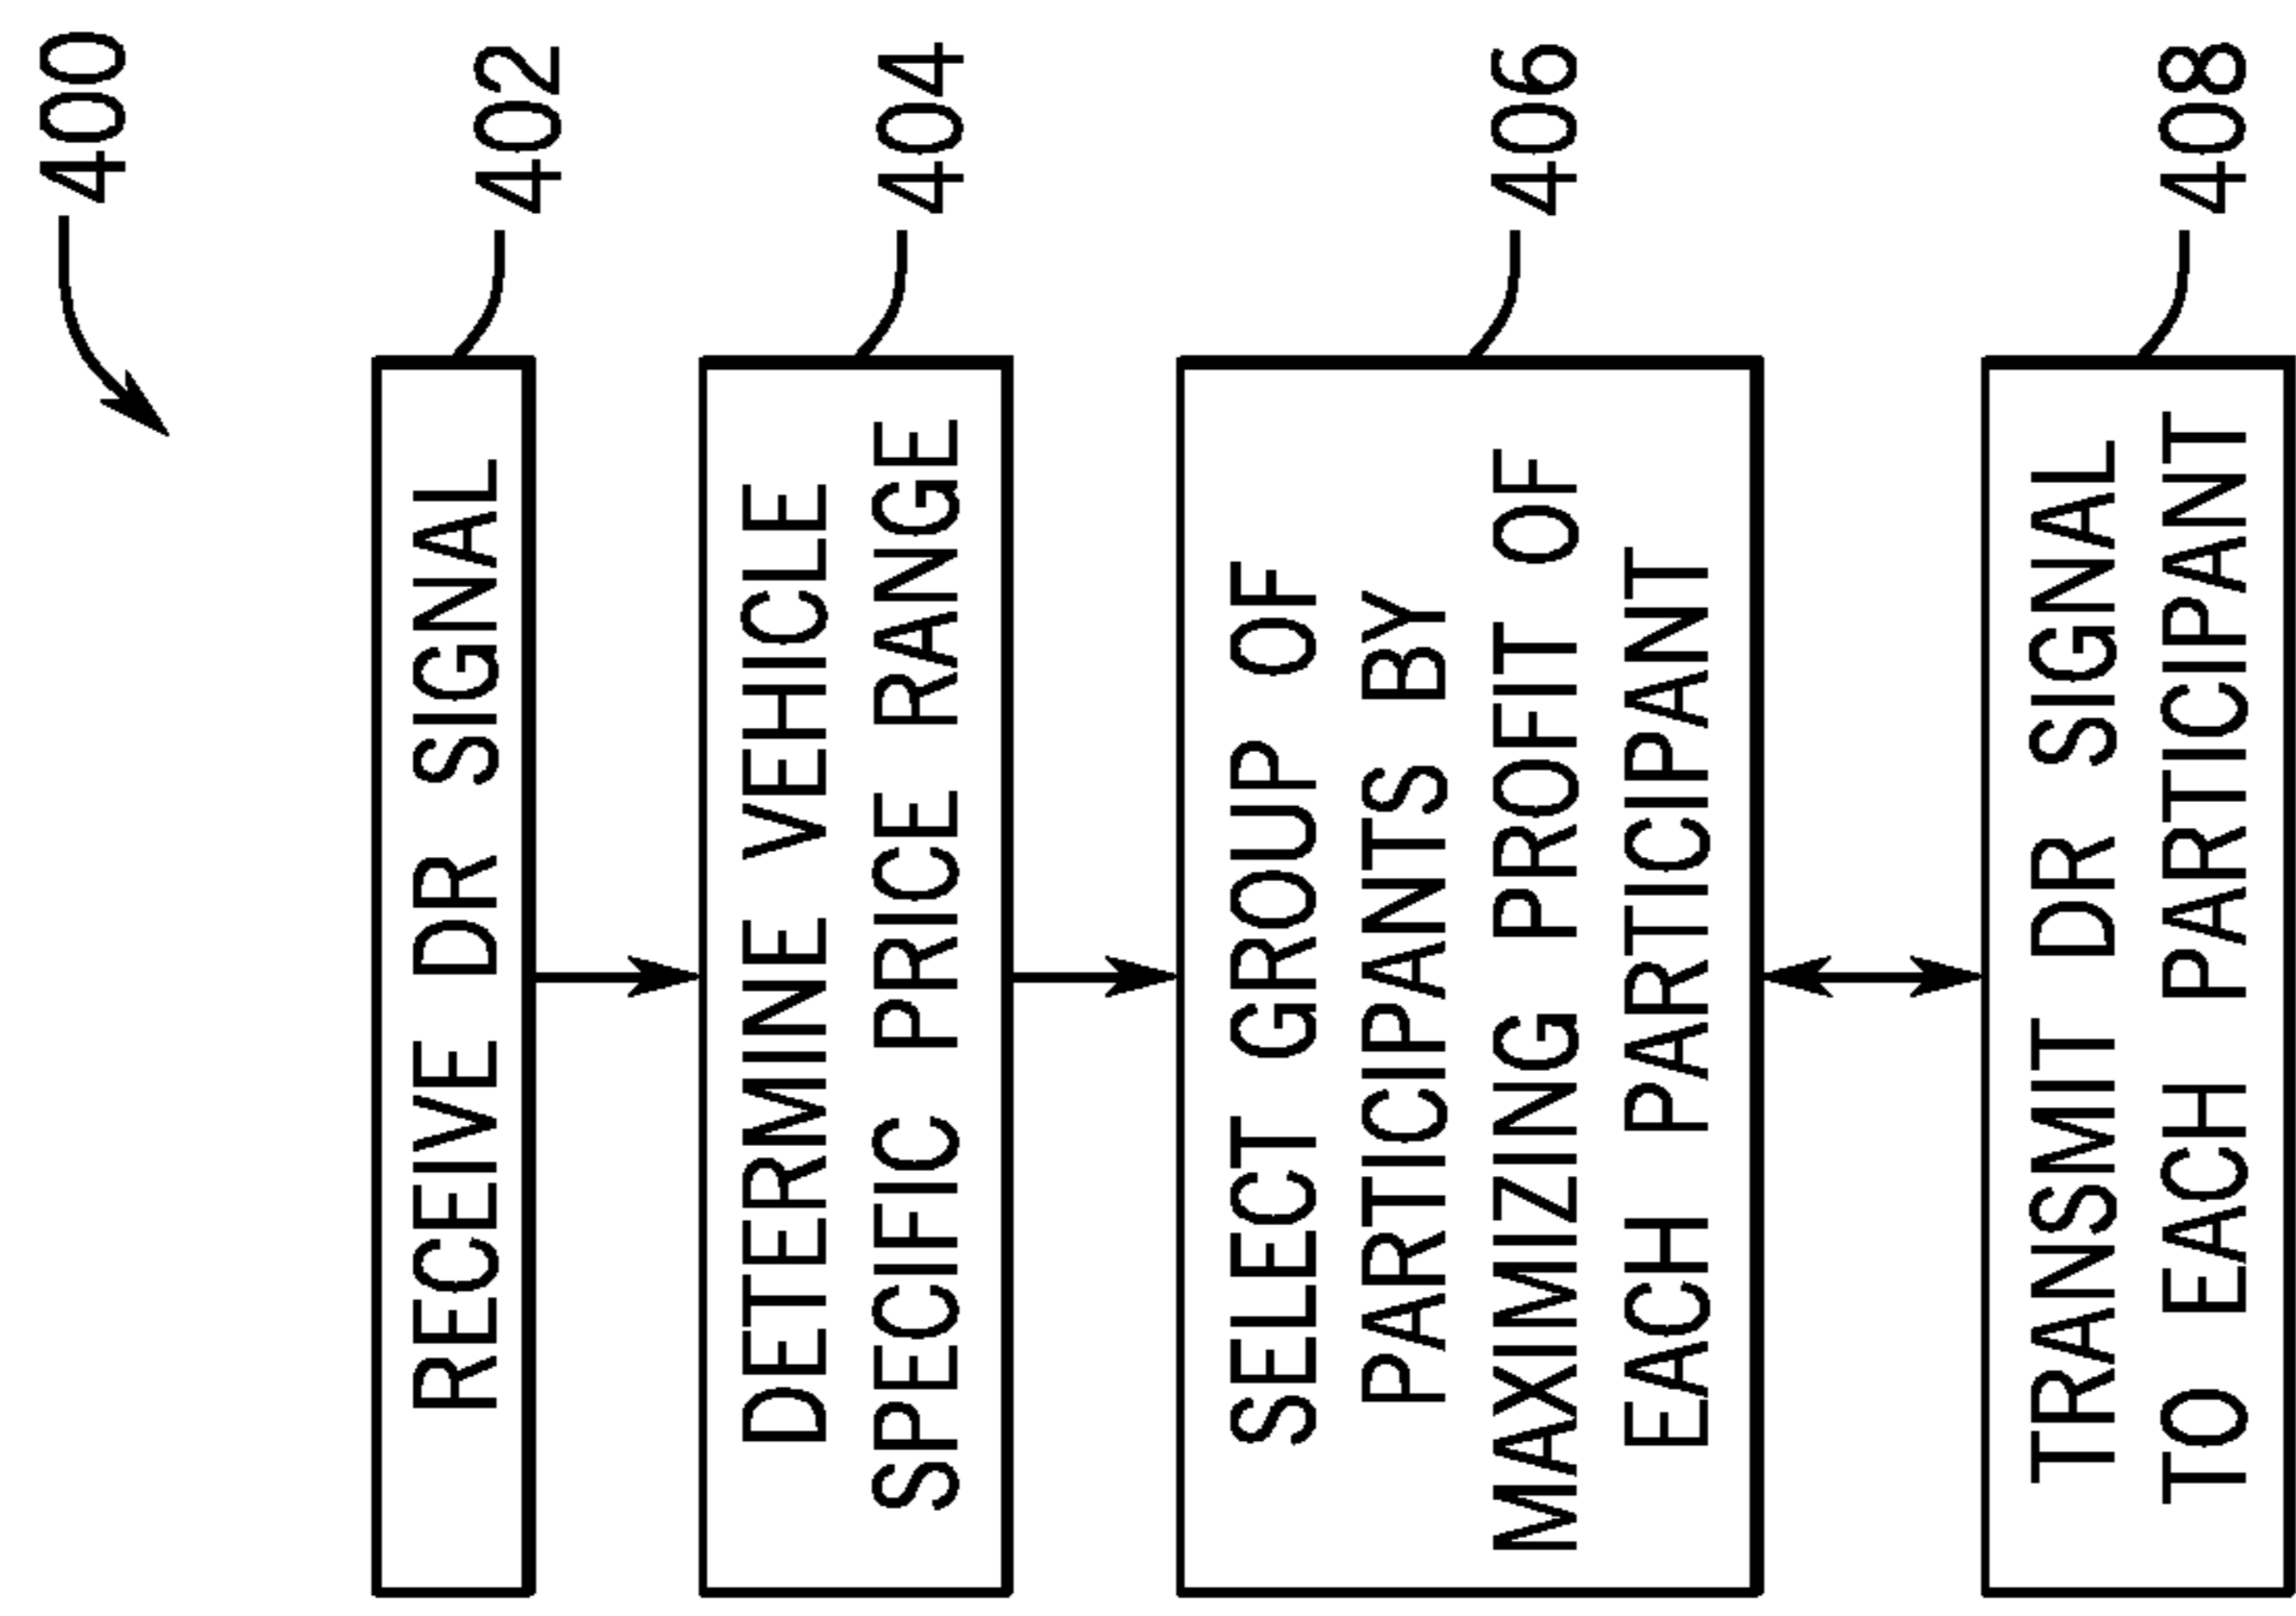 400
RECEIVE DR SIGNAL
402
DETERMINE VEHICLE
SPECIFIC PRICE RANGE
404
SELECT GROUP OF
PARTICIPANTS BY
MAXIMIZING PROFIT OF
EACH PARTICIPANT
406
TRANSMIT DR SIGNAL
TO EACH PARTICIPANT
408